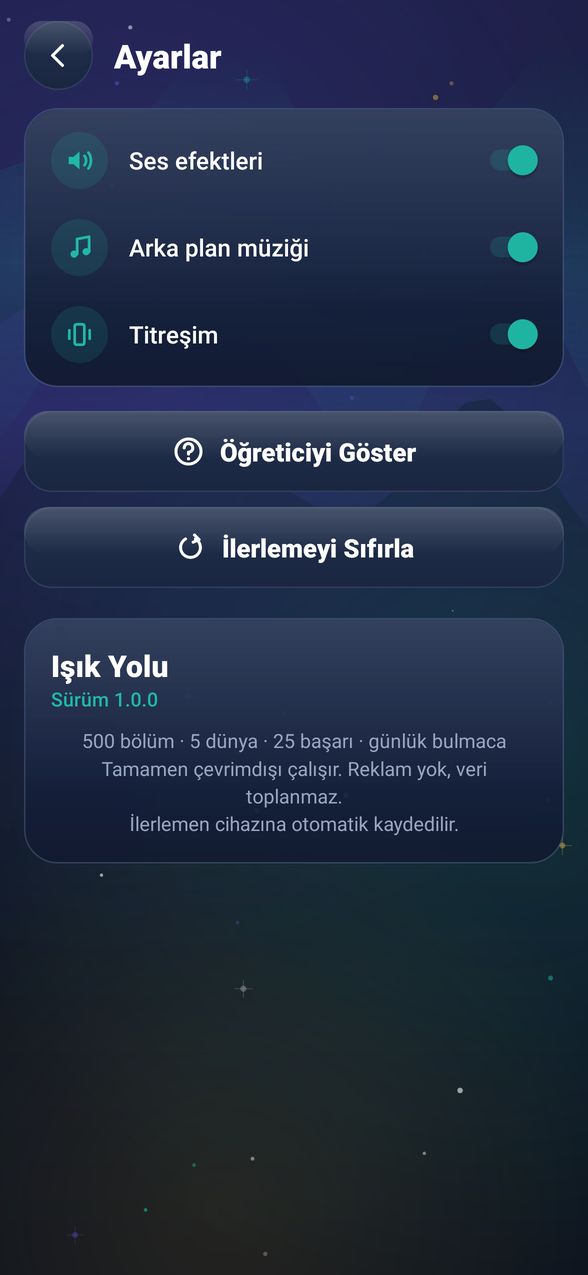 Ayarlar
Ses efektleri
Arka plan müziği
Titreşim
Öğreticiyi Göster
İlerlemeyi Sıfırla
Işık Yolu
Sürüm 1.0.0
500 bölüm · 5 dünya · 25 başarı · günlük bulmaca
Tamamen çevrimdışı çalışır. Reklam yok, veri
toplanmaz.
İlerlemen cihazına otomatik kaydedilir.